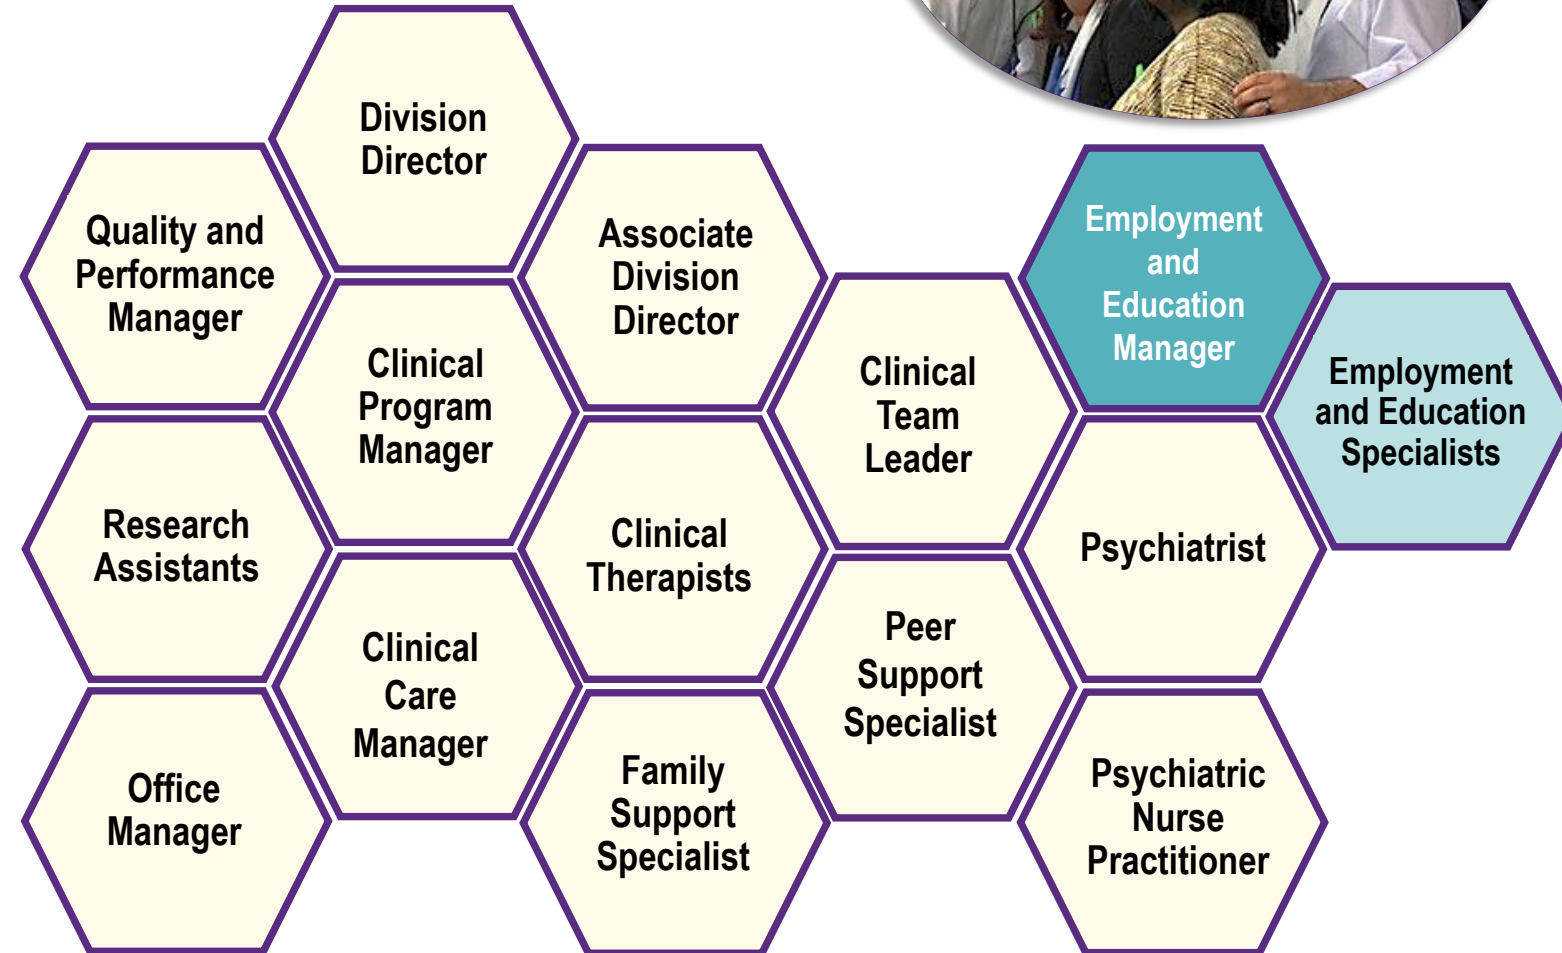 Division
Director
Quality and
Performance
Manager
Associate
Division
Director
Employment
and
Education
Manager
Clinical
Program
Manager
Clinical
Team
Leader
Employment
and Education
Specialists
Research
Assistants
Clinical
Therapists
Psychiatrist
Clinical
Care
Manager
Peer
Support
Specialist
Office
Manager
Family
Support
Specialist
Psychiatric
Nurse
Practitioner